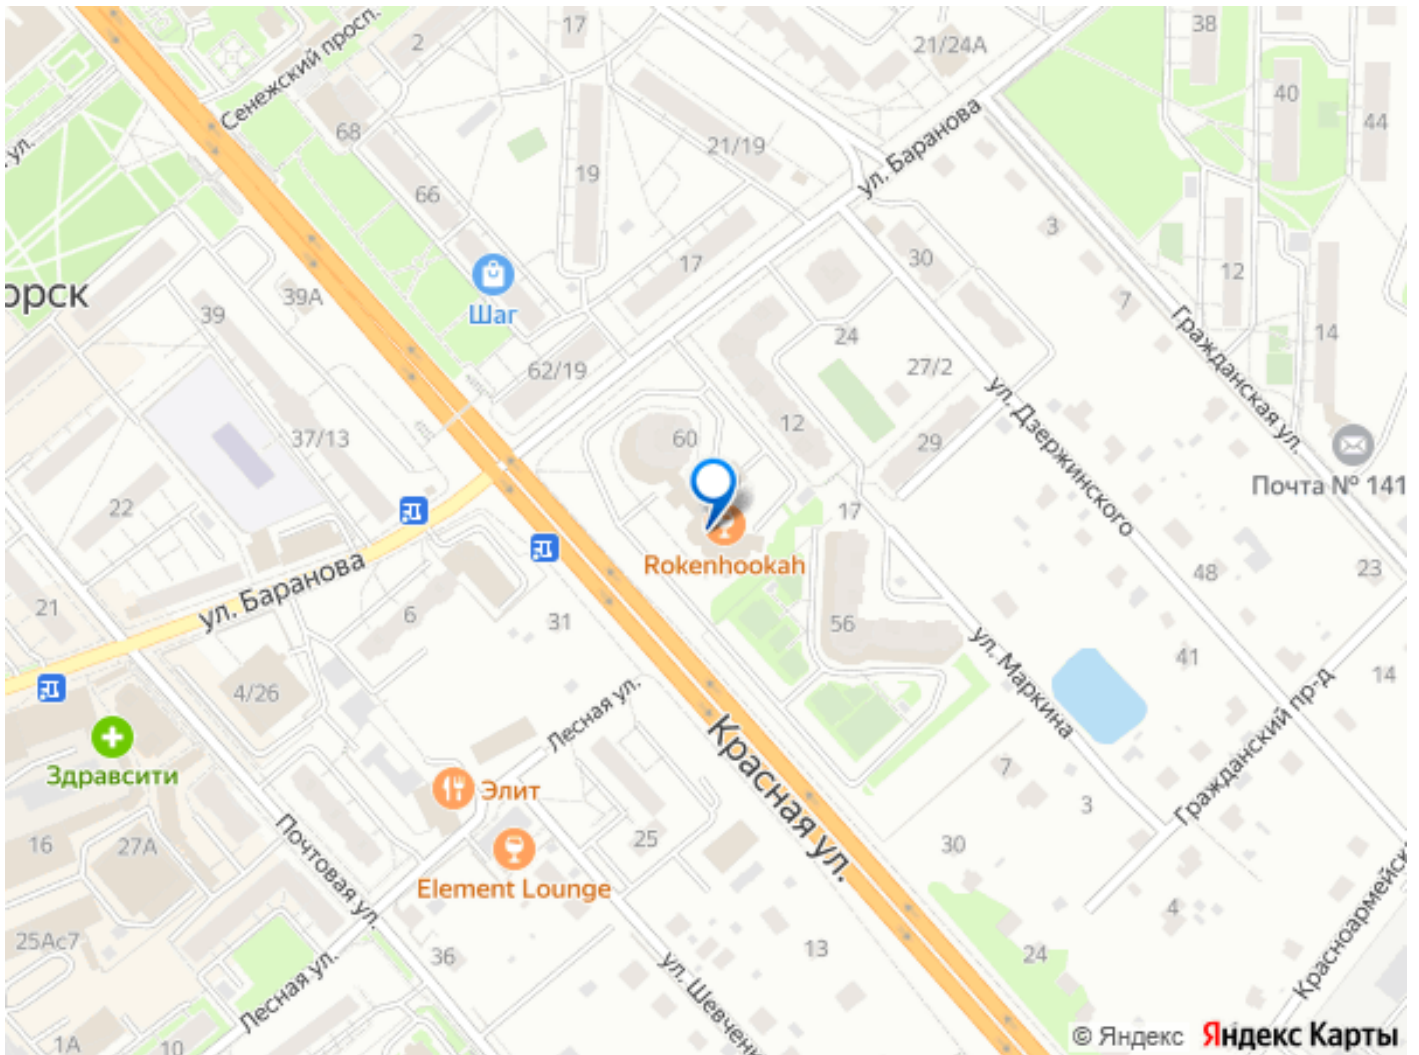 17
2
Сенежский просп.
68
21/24А
38
40
44
ул. Баранова
66
19
21/19
ул.
3
30
12
7
17
орск
39А
39
Шаг
24
Гражданская ул.
14
62/19
27/2
ул. Дзержинского
37/13
60
12
29
Почта № 141
22
17
Rokenhookah
48
23
ул. Баранова
21
6
31
56
ул. Маркина
41
14
4/26
Лесная ул.
Гражданский пр-д
Здравсити
Элит
Красная ул.
7
3
16
27А
Почтовая ул.
25
30
Element Lounge
4
Красноармейск
25Ас7
36
13
24
Лесная ул.
ул. Шевченк
1А
10
© Яндекс Яндекс Карты